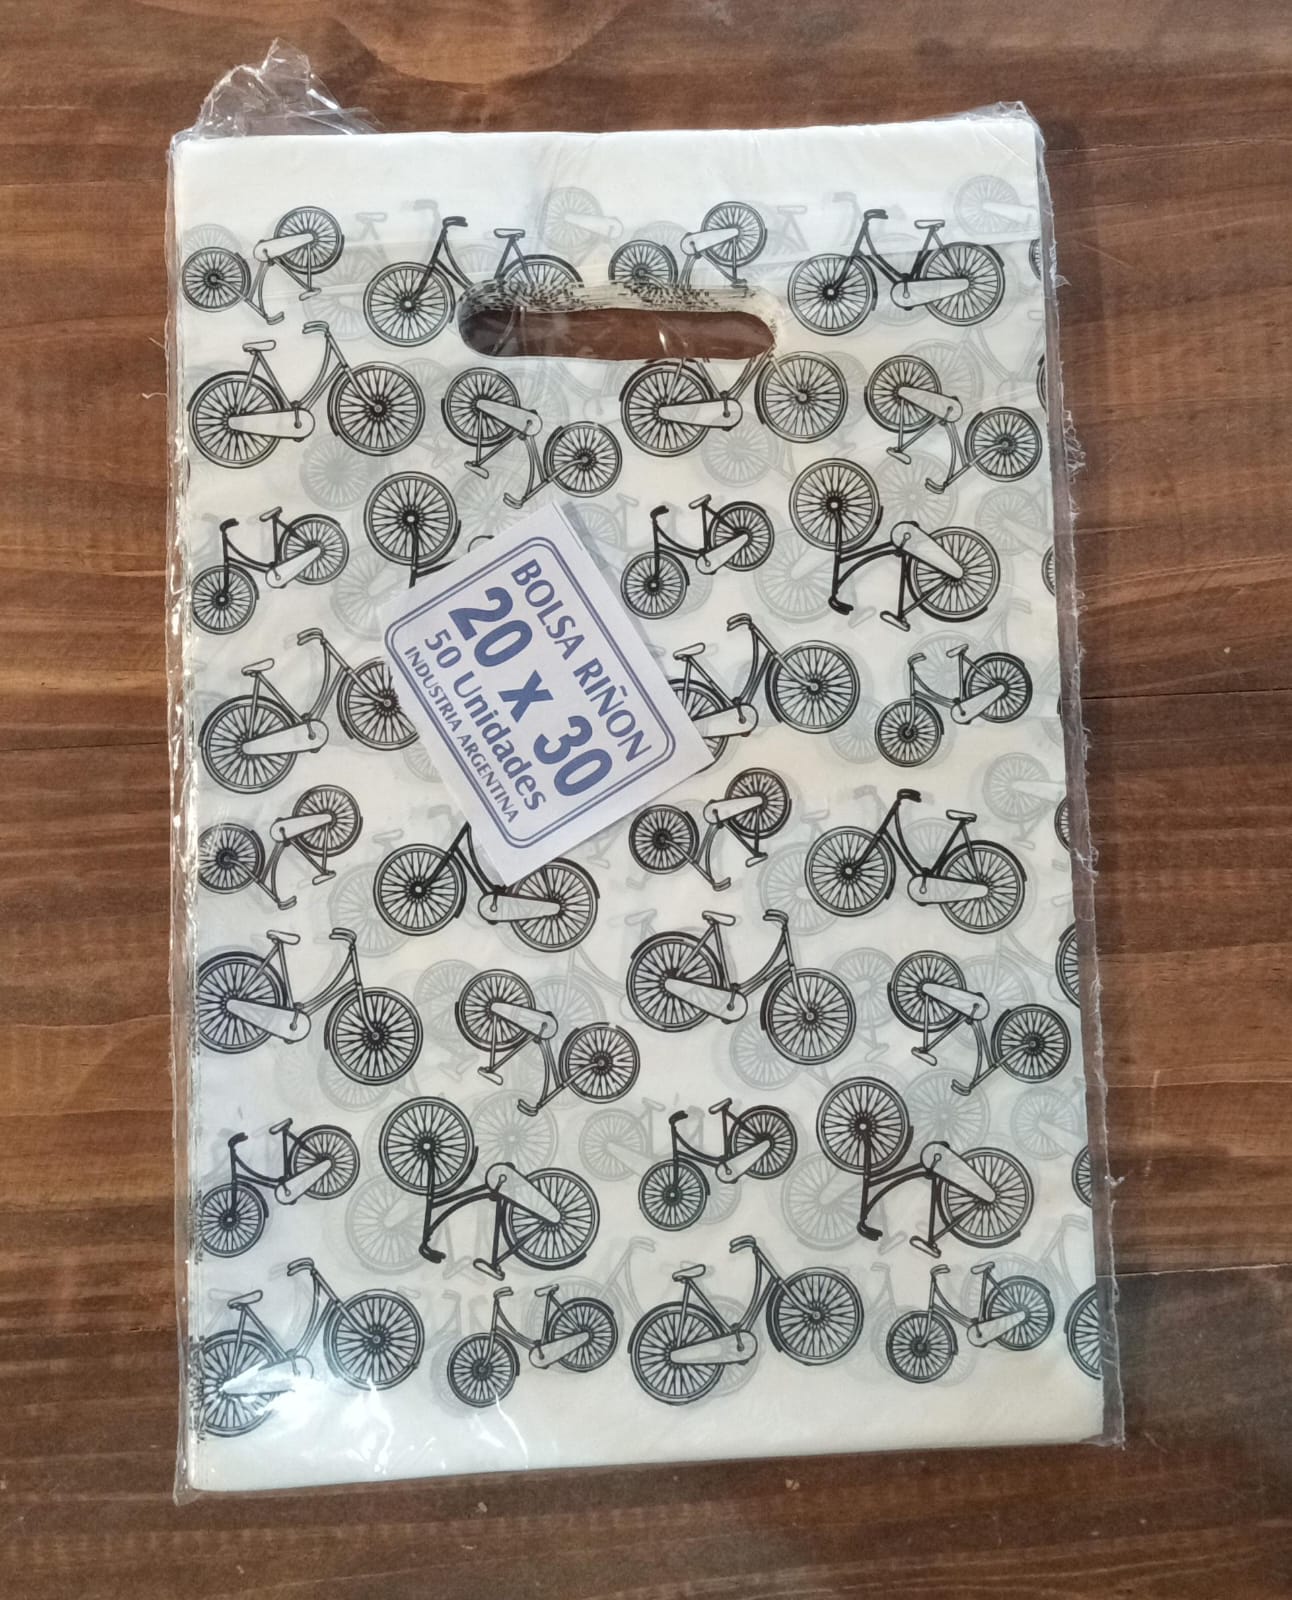 BOLSA RIÑON
20 x 30
50 Unidades
INDUSTRIA ARGENTINA